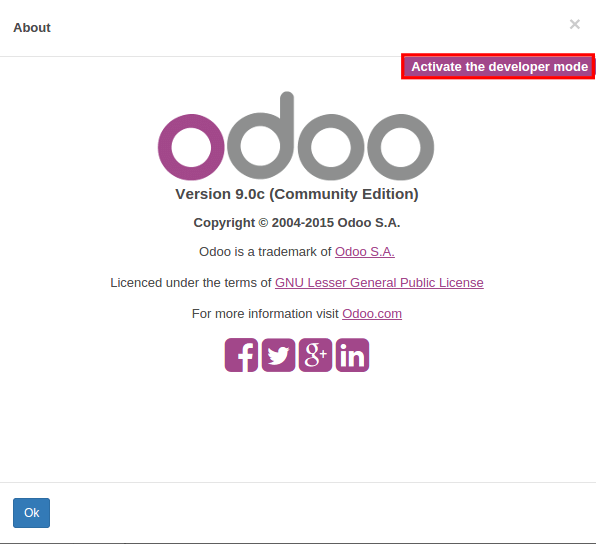 About
×
Activate the developer mode
odoo
Version 9.0c (Community Edition)
Copyright © 2004-2015 Odoo S.A.
Odoo is a trademark of Odoo S.A.
Licenced under the terms of GNU Lesser General Public License
For more information visit Odoo.com
f g+ in
Ok